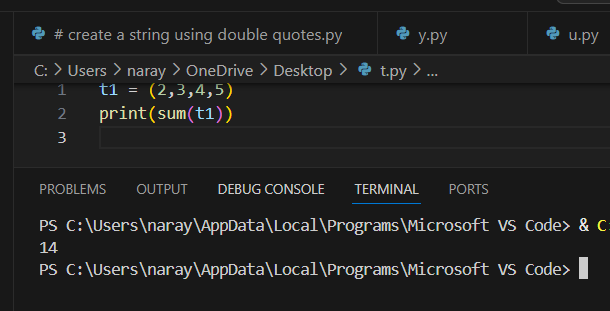 # create a string using double quotes.py y.py u.py
C: > Users > naray > OneDrive > Desktop > t.py > ...
1 t1 = (2,3,4,5)
2 print(sum(t1))
3
PROBLEMS OUTPUT DEBUG CONSOLE TERMINAL PORTS
PS C:\Users\naray\AppData\Local\Programs\Microsoft VS Code> & C:
14
PS C:\Users\naray\AppData\Local\Programs\Microsoft VS Code>